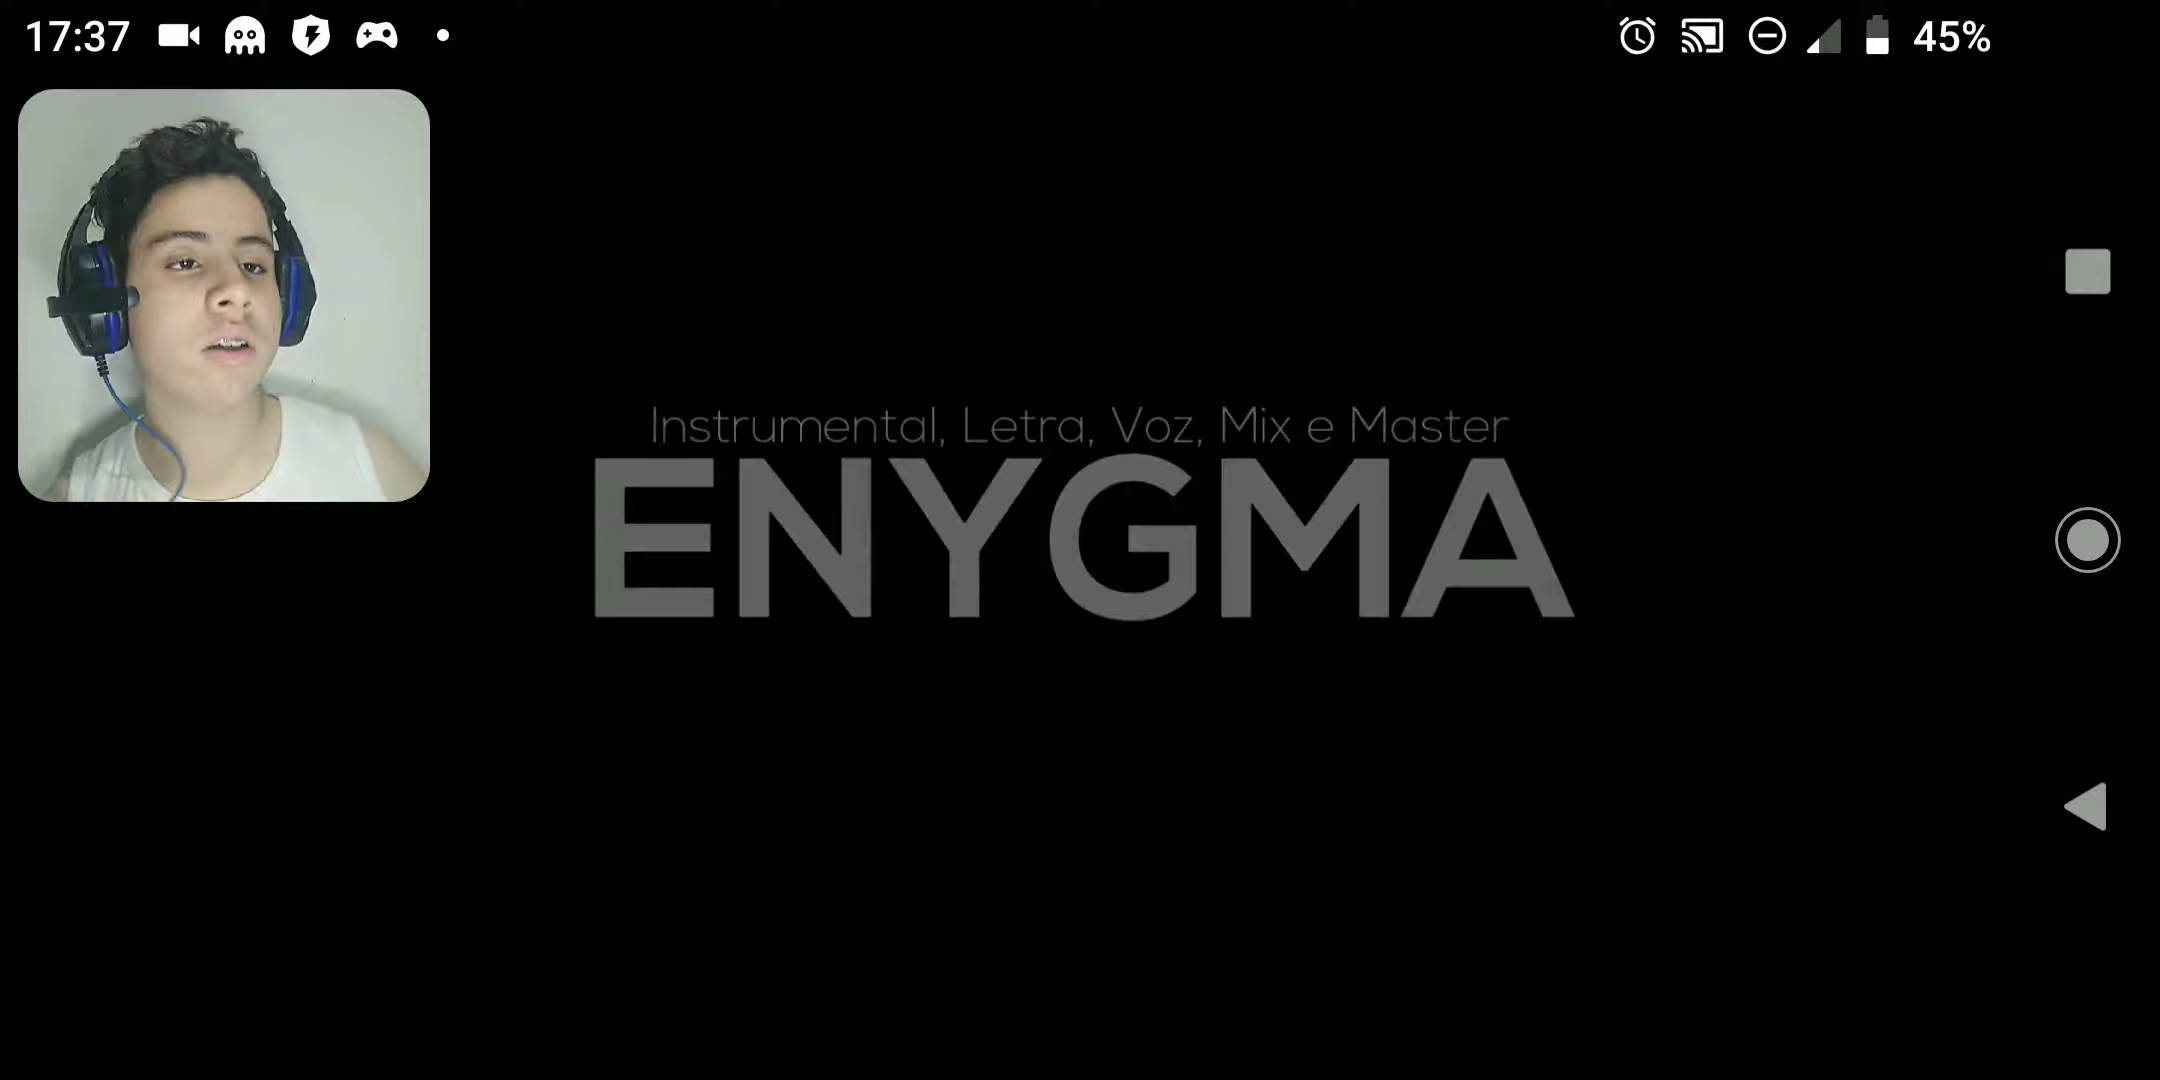 17:37
45%
Instrumental, Letra, Voz, Mix e Master
ENYGMA